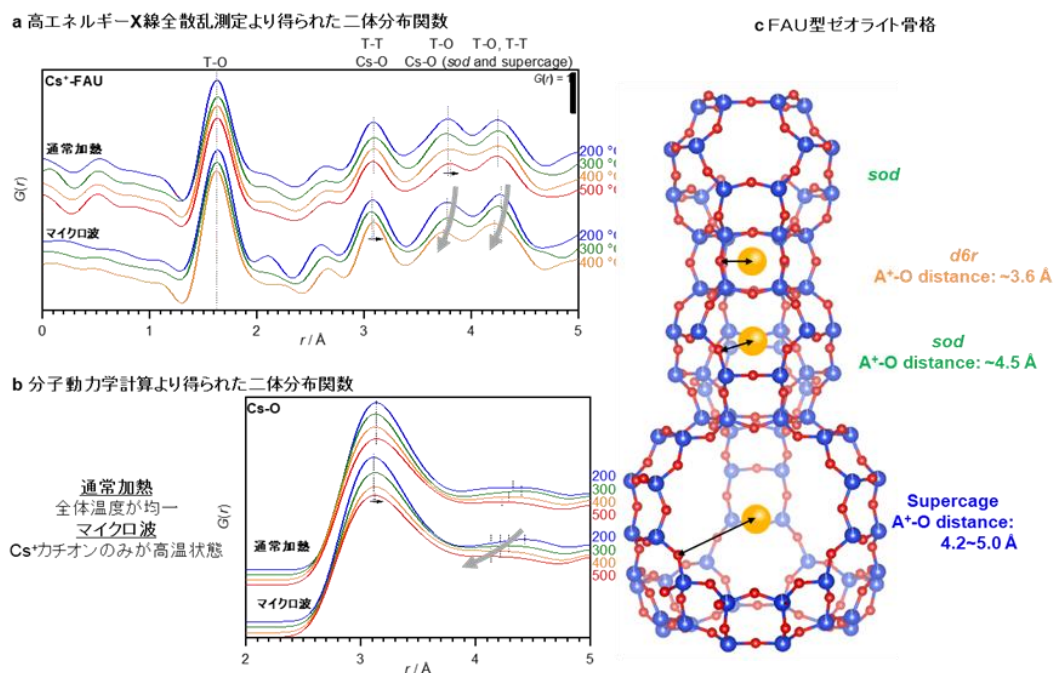 a 高エネルギーX線全散乱測定より得られた二体分布関数
T-O
T-T
Cs-O
T-O
Cs-O (sod and supercage)
T-O, T-T
Cs⁺-FAU
G(r) = 1
通常加熱
200 °C
300 °C
400 °C
500 °C
マイクロ波
200 °C
300 °C
400 °C
G(r)
0 1 2 3 4 5
r / Å
b 分子動力学計算より得られた二体分布関数
Cs-O
通常加熱
全体温度が均一
マイクロ波
Cs⁺カチオンのみが高温状態
200
300
400
500
通常加熱
200
300
400
500
マイクロ波
G(r)
2 3 4 5
r / Å
c FAU型ゼオライト骨格
sod
d6r
A⁺-O distance: ~3.6 Å
sod
A⁺-O distance: ~4.5 Å
Supercage
A⁺-O distance:
4.2~5.0 Å